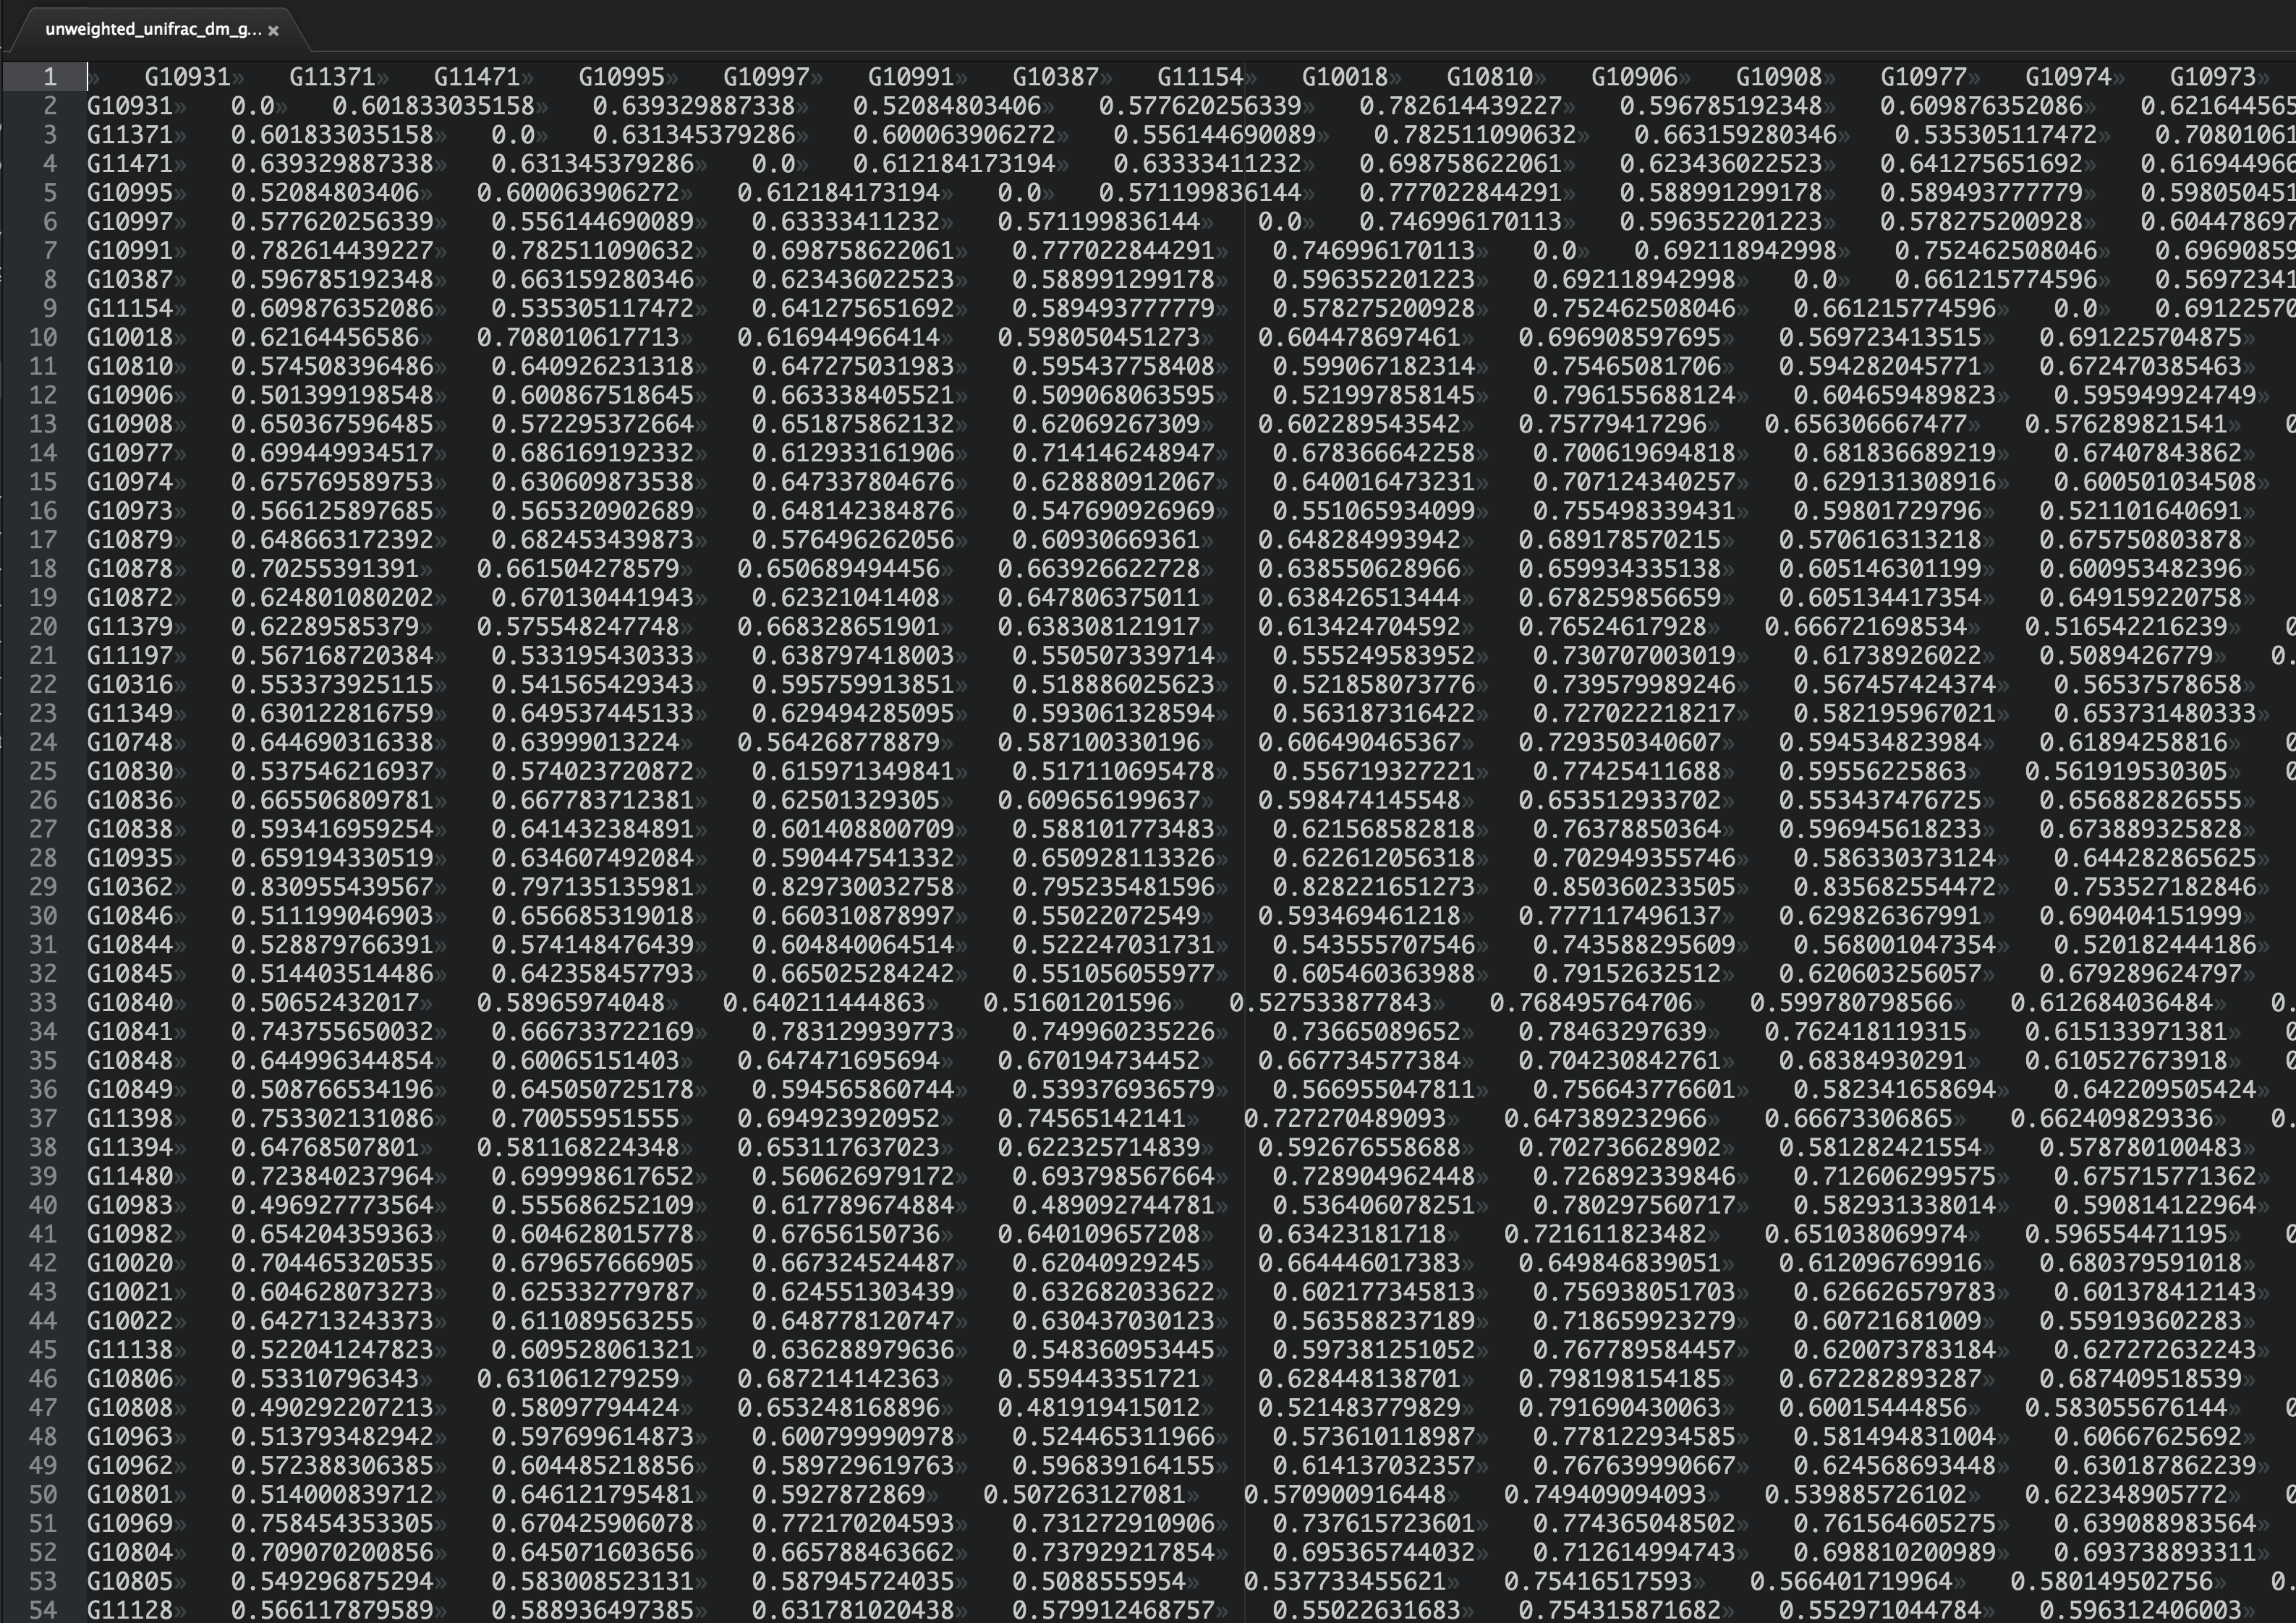 unweighted_unifrac_dm_g... ×
1 » G10931» G11371» G11471» G10995» G10997» G10991» G10387» G11154» G10018» G10810» G10906» G10908» G10977» G10974» G10973
2 G10931» 0.0» 0.601833035158» 0.639329887338» 0.52084803406» 0.577620256339» 0.782614439227» 0.596785192348» 0.609876352086» 0.621644565
3 G11371» 0.601833035158» 0.0» 0.631345379286» 0.600063906272» 0.556144690089» 0.782511090632» 0.663159280346» 0.535305117472» 0.70801061
4 G11471» 0.639329887338» 0.631345379286» 0.0» 0.612184173194» 0.63333411232» 0.698758622061» 0.623436022523» 0.641275651692» 0.616944966
5 G10995» 0.52084803406» 0.600063906272» 0.612184173194» 0.0» 0.571199836144» 0.777022844291» 0.588991299178» 0.589493777779» 0.598050451
6 G10997» 0.577620256339» 0.556144690089» 0.63333411232» 0.571199836144» 0.0» 0.746996170113» 0.596352201223» 0.578275200928» 0.604478697
7 G10991» 0.782614439227» 0.782511090632» 0.698758622061» 0.777022844291» 0.746996170113» 0.0» 0.692118942998» 0.752462508046» 0.69690859
8 G10387» 0.596785192348» 0.663159280346» 0.623436022523» 0.588991299178» 0.596352201223» 0.692118942998» 0.0» 0.661215774596» 0.56972341
9 G11154» 0.609876352086» 0.535305117472» 0.641275651692» 0.589493777779» 0.578275200928» 0.752462508046» 0.661215774596» 0.0» 0.69122570
10 G10018» 0.62164456586» 0.708010617713» 0.616944966414» 0.598050451273» 0.604478697461» 0.696908597695» 0.569723413515» 0.691225704875»
11 G10810» 0.574508396486» 0.640926231318» 0.647275031983» 0.595437758408» 0.599067182314» 0.75465081706» 0.594282045771» 0.672470385463»
12 G10906» 0.501399198548» 0.600867518645» 0.663338405521» 0.509068063595» 0.521997858145» 0.796155688124» 0.604659489823» 0.595949924749»
13 G10908» 0.650367596485» 0.572295372664» 0.651875862132» 0.62069267309» 0.602289543542» 0.75779417296» 0.656306667477» 0.576289821541» 0
14 G10977» 0.699449934517» 0.686169192332» 0.612933161906» 0.714146248947» 0.678366642258» 0.700619694818» 0.681836689219» 0.67407843862»
15 G10974» 0.675769589753» 0.630609873538» 0.647337804676» 0.628880912067» 0.640016473231» 0.707124340257» 0.629131308916» 0.600501034508»
16 G10973» 0.566125897685» 0.565320902689» 0.648142384876» 0.547690926969» 0.551065934099» 0.755498339431» 0.59801729796» 0.521101640691»
17 G10879» 0.648663172392» 0.682453439873» 0.576496262056» 0.60930669361» 0.648284993942» 0.689178570215» 0.570616313218» 0.675750803878»
18 G10878» 0.70255391391» 0.661504278579» 0.650689494456» 0.663926622728» 0.638550628966» 0.659934335138» 0.605146301199» 0.600953482396»
19 G10872» 0.624801080202» 0.670130441943» 0.62321041408» 0.647806375011» 0.638426513444» 0.678259856659» 0.605134417354» 0.649159220758»
20 G11379» 0.62289585379» 0.575548247748» 0.668328651901» 0.638308121917» 0.613424704592» 0.76524617928» 0.666721698534» 0.516542216239» 0
21 G11197» 0.567168720384» 0.533195430333» 0.638797418003» 0.550507339714» 0.555249583952» 0.730707003019» 0.61738926022» 0.5089426779» 0.
22 G10316» 0.553373925115» 0.541565429343» 0.595759913851» 0.518886025623» 0.521858073776» 0.739579989246» 0.567457424374» 0.56537578658»
23 G11349» 0.630122816759» 0.649537445133» 0.629494285095» 0.593061328594» 0.563187316422» 0.727022218217» 0.582195967021» 0.653731480333»
24 G10748» 0.644690316338» 0.63999013224» 0.564268778879» 0.587100330196» 0.606490465367» 0.729350340607» 0.594534823984» 0.61894258816» 0
25 G10830» 0.537546216937» 0.574023720872» 0.615971349841» 0.517110695478» 0.556719327221» 0.77425411688» 0.59556225863» 0.561919530305» 0
26 G10836» 0.665506809781» 0.667783712381» 0.62501329305» 0.609656199637» 0.598474145548» 0.653512933702» 0.553437476725» 0.656882826555»
27 G10838» 0.593416959254» 0.641432384891» 0.601408800709» 0.588101773483» 0.621568582818» 0.76378850364» 0.596945618233» 0.673889325828»
28 G10935» 0.659194330519» 0.634607492084» 0.590447541332» 0.650928113326» 0.622612056318» 0.702949355746» 0.586330373124» 0.644282865625»
29 G10362» 0.830955439567» 0.797135135981» 0.829730032758» 0.795235481596» 0.828221651273» 0.850360233505» 0.835682554472» 0.753527182846»
30 G10846» 0.511199046903» 0.656685319018» 0.660310878997» 0.55022072549» 0.593469461218» 0.777117496137» 0.629826367991» 0.690404151999»
31 G10844» 0.528879766391» 0.574148476439» 0.604840064514» 0.522247031731» 0.543555707546» 0.743588295609» 0.568001047354» 0.520182444186»
32 G10845» 0.514403514486» 0.642358457793» 0.665025284242» 0.551056055977» 0.605460363988» 0.79152632512» 0.620603256057» 0.679289624797»
33 G10840» 0.50652432017» 0.58965974048» 0.640211444863» 0.51601201596» 0.527533877843» 0.768495764706» 0.599780798566» 0.612684036484» 0.
34 G10841» 0.743755650032» 0.666733722169» 0.783129939773» 0.749960235226» 0.73665089652» 0.78463297639» 0.762418119315» 0.615133971381» 0
35 G10848» 0.644996344854» 0.60065151403» 0.647471695694» 0.670194734452» 0.667734577384» 0.704230842761» 0.68384930291» 0.610527673918» 0
36 G10849» 0.508766534196» 0.645050725178» 0.594565860744» 0.539376936579» 0.566955047811» 0.756643776601» 0.582341658694» 0.642209505424»
37 G11398» 0.753302131086» 0.70055951555» 0.694923920952» 0.74565142141» 0.727270489093» 0.647389232966» 0.66673306865» 0.662409829336» 0.
38 G11394» 0.64768507801» 0.581168224348» 0.653117637023» 0.622325714839» 0.592676558688» 0.702736628902» 0.581282421554» 0.578780100483»
39 G11480» 0.723840237964» 0.699998617652» 0.560626979172» 0.693798567664» 0.728904962448» 0.726892339846» 0.712606299575» 0.675715771362»
40 G10983» 0.496927773564» 0.555686252109» 0.617789674884» 0.489092744781» 0.536406078251» 0.780297560717» 0.582931338014» 0.590814122964»
41 G10982» 0.654204359363» 0.604628015778» 0.67656150736» 0.640109657208» 0.63423181718» 0.721611823482» 0.651038069974» 0.596554471195» 0
42 G10020» 0.704465320535» 0.679657666905» 0.667324524487» 0.62040929245» 0.664446017383» 0.649846839051» 0.612096769916» 0.680379591018»
43 G10021» 0.604628073273» 0.625332779787» 0.624551303439» 0.632682033622» 0.602177345813» 0.756938051703» 0.626626579783» 0.601378412143»
44 G10022» 0.642713243373» 0.611089563255» 0.648778120747» 0.630437030123» 0.563588237189» 0.718659923279» 0.60721681009» 0.559193602283»
45 G11138» 0.522041247823» 0.609528061321» 0.636288979636» 0.548360953445» 0.597381251052» 0.767789584457» 0.620073783184» 0.627272632243»
46 G10806» 0.53310796343» 0.631061279259» 0.687214142363» 0.559443351721» 0.628448138701» 0.798198154185» 0.672282893287» 0.687409518539»
47 G10808» 0.490292207213» 0.58097794424» 0.653248168896» 0.481919415012» 0.521483779829» 0.791690430063» 0.60015444856» 0.583055676144» 0
48 G10963» 0.513793482942» 0.597699614873» 0.600799990978» 0.524465311966» 0.573610118987» 0.778122934585» 0.581494831004» 0.60667625692»
49 G10962» 0.572388306385» 0.604485218856» 0.589729619763» 0.596839164155» 0.614137032357» 0.767639990667» 0.624568693448» 0.630187862239»
50 G10801» 0.514000839712» 0.646121795481» 0.5927872869» 0.507263127081» 0.570900916448» 0.749409094093» 0.539885726102» 0.622348905772» 0
51 G10969» 0.758454353305» 0.670425906078» 0.772170204593» 0.731272910906» 0.737615723601» 0.774365048502» 0.761564605275» 0.639088983564»
52 G10804» 0.709070200856» 0.645071603656» 0.665788463662» 0.737929217854» 0.695365744032» 0.712614994743» 0.698810200989» 0.693738893311»
53 G10805» 0.549296875294» 0.583008523131» 0.587945724035» 0.5088555954» 0.537733455621» 0.75416517593» 0.566401719964» 0.580149502756» 0.
54 G11128» 0.566117879589» 0.588936497385» 0.631781020438» 0.579912468757» 0.55022631683» 0.754315871682» 0.552971044784» 0.596312406003»